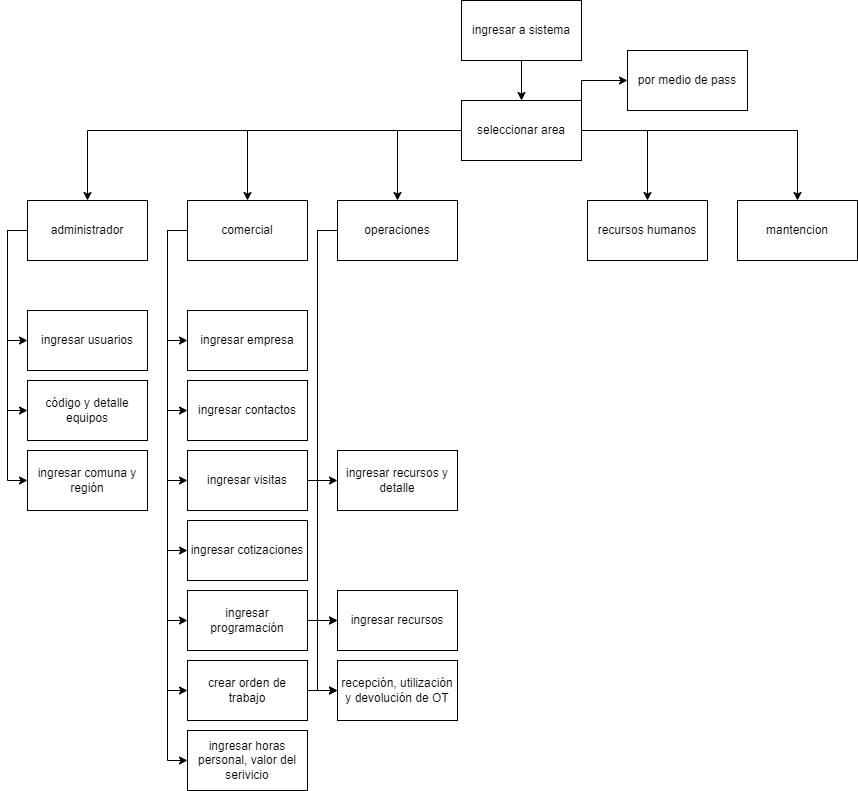 ingresar a sistema
por medio de pass
seleccionar area
administrador
comercial
operaciones
recursos humanos
mantencion
ingresar usuarios
ingresar empresa
código y detalle
equipos
ingresar contactos
ingresar comuna y
región
ingresar visitas
ingresar recursos y
detalle
ingresar cotizaciones
ingresar
programación
ingresar recursos
crear orden de
trabajo
recepción, utilización
y devolución de OT
ingresar horas
personal, valor del
serivicio